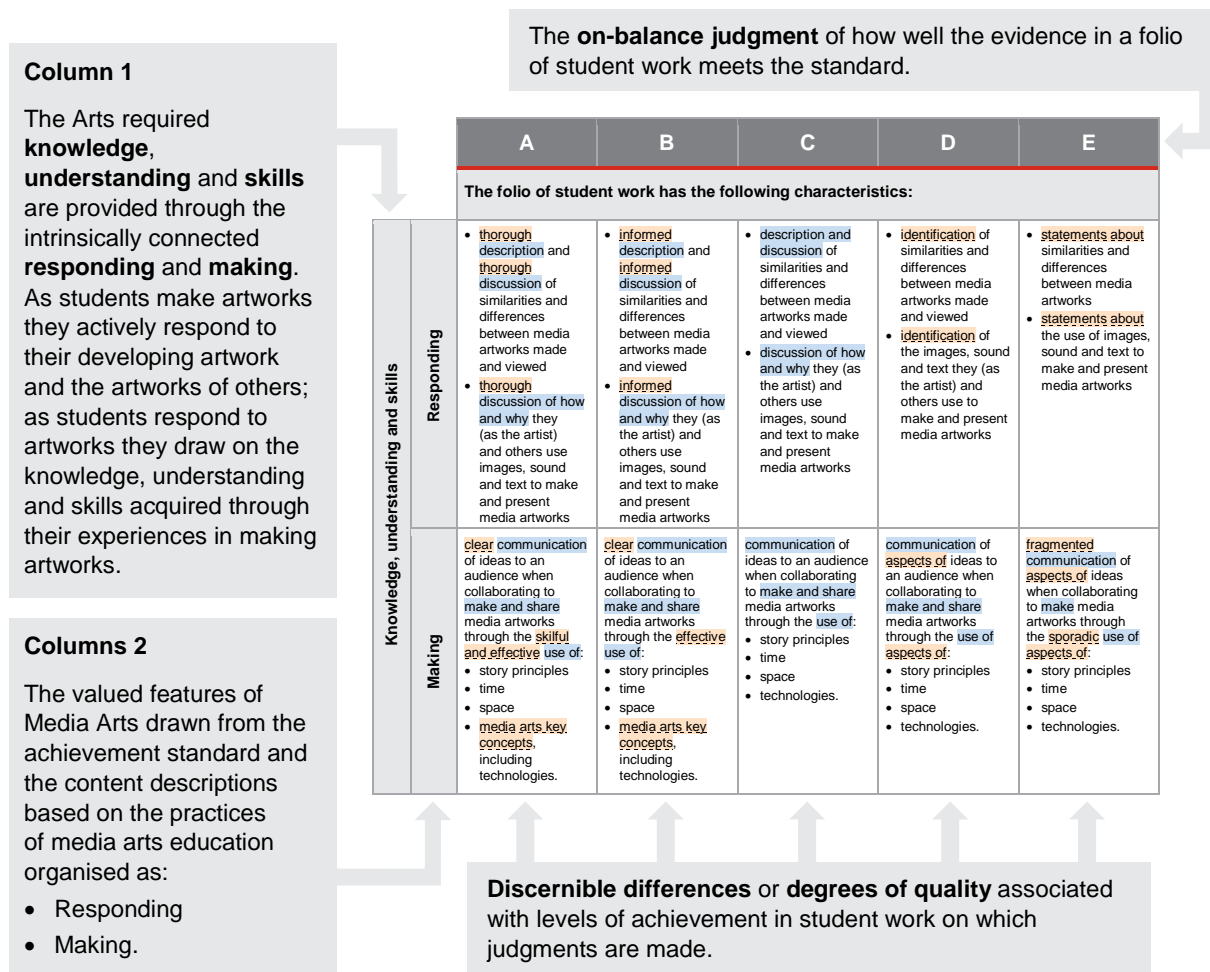 The on-balance judgment of how well the evidence in a folio
of student work meets the standard.
Column 1
The Arts required
knowledge,
understanding and skills
are provided through the
intrinsically connected
responding and making.
As students make artworks
they actively respond to
their developing artwork
and the artworks of others;
as students respond to
artworks they draw on the
knowledge, understanding
and skills acquired through
their experiences in making
artworks.
Columns 2
The valued features of
Media Arts drawn from the
achievement standard and
the content descriptions
based on the practices
of media arts education
organised as:
• Responding
• Making.
A B C D E
The folio of student work has the following characteristics:
Knowledge, understanding and skills
Responding
• thorough
description and
thorough
discussion of
similarities and
differences
between media
artworks made
and viewed
• thorough
discussion of how
and why they
(as the artist)
and others use
images, sound
and text to make
and present
media artworks
• informed
description and
informed
discussion of
similarities and
differences
between media
artworks made
and viewed
• informed
discussion of how
and why they (as
the artist) and
others use
images, sound
and text to make
and present
media artworks
• description and
discussion of
similarities and
differences
between media
artworks made
and viewed
• discussion of how
and why they (as
the artist) and
others use
images, sound
and text to make
and present
media artworks
• identification of
similarities and
differences
between media
artworks made
and viewed
• identification of
the images, sound
and text they (as
the artist) and
others use to
make and present
media artworks
• statements about
similarities and
differences
between media
artworks
• statements about
the use of images,
sound and text to
make and present
media artworks
Making
clear communication
of ideas to an
audience when
collaborating to
make and share
media artworks
through the skilful
and effective use of:
• story principles
• time
• space
• media arts key
concepts,
including
technologies.
clear communication
of ideas to an
audience when
collaborating to
make and share
media artworks
through the effective
use of:
• story principles
• time
• space
• media arts key
concepts,
including
technologies.
communication of
ideas to an audience
when collaborating
to make and share
media artworks
through the use of:
• story principles
• time
• space
• technologies.
communication of
aspects of ideas to
an audience when
collaborating to
make and share
media artworks
through the use of
aspects of:
• story principles
• time
• space
• technologies.
fragmented
communication of
aspects of ideas
when collaborating
to make media
artworks through
the sporadic use of
aspects of:
• story principles
• time
• space
• technologies.
Discernible differences or degrees of quality associated
with levels of achievement in student work on which
judgments are made.